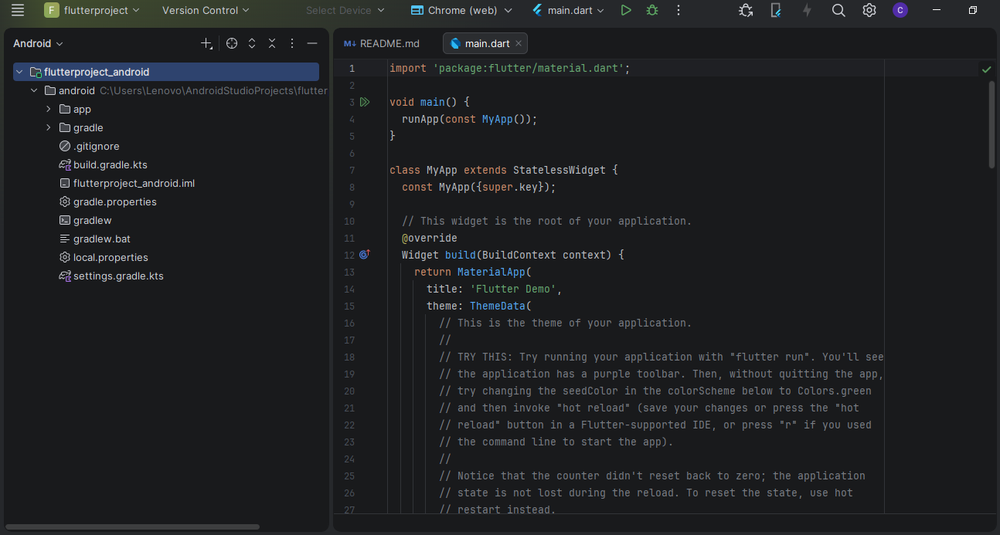 F flutterproject Version Control Select Device Chrome (web) main.dart C
Android
flutterproject_android
android C:\Users\Lenovo\AndroidStudioProjects\flutter
app
gradle
.gitignore
build.gradle.kts
flutterproject_android.iml
gradle.properties
gradlew
gradlew.bat
local.properties
settings.gradle.kts
M↓ README.md main.dart
1 import 'package:flutter/material.dart';
2
3 void main() {
4 runApp(const MyApp());
5 }
6
7 class MyApp extends StatelessWidget {
8 const MyApp({super.key});
9
10 // This widget is the root of your application.
11 @override
12 Widget build(BuildContext context) {
13 return MaterialApp(
14 title: 'Flutter Demo',
15 theme: ThemeData(
16 // This is the theme of your application.
17 //
18 // TRY THIS: Try running your application with "flutter run". You'll see
19 // the application has a purple toolbar. Then, without quitting the app,
20 // try changing the seedColor in the colorScheme below to Colors.green
21 // and then invoke "hot reload" (save your changes or press the "hot
22 // reload" button in a Flutter-supported IDE, or press "r" if you used
23 // the command line to start the app).
24 //
25 // Notice that the counter didn't reset back to zero; the application
26 // state is not lost during the reload. To reset the state, use hot
27 // restart instead.